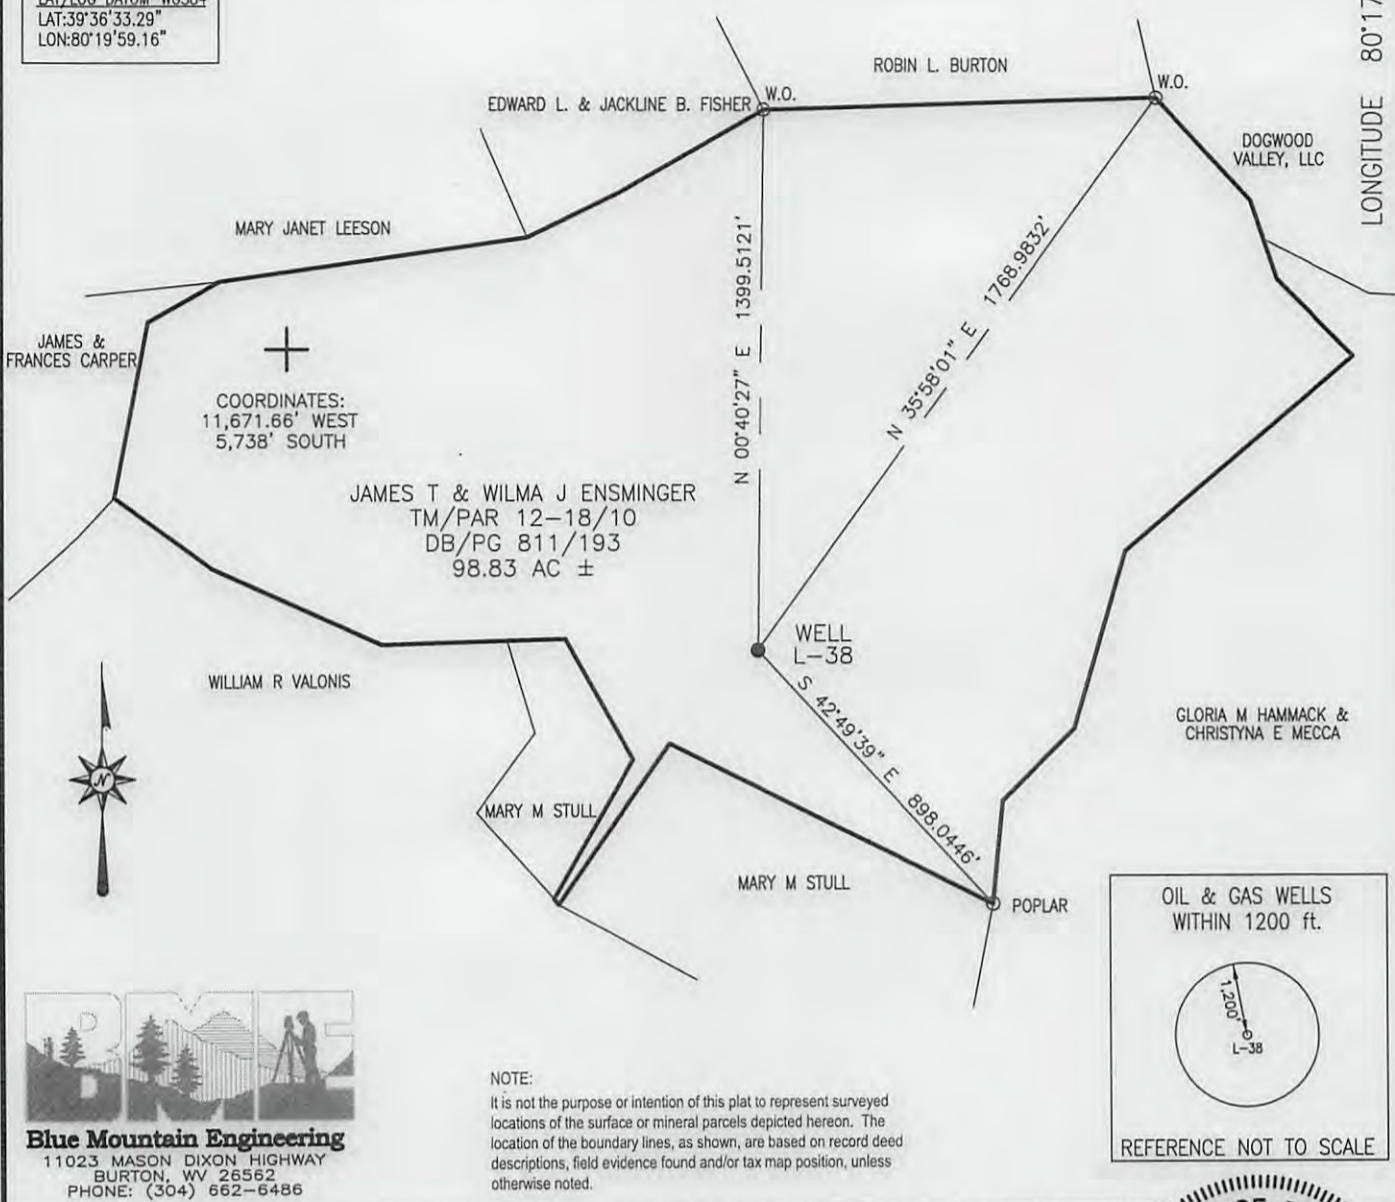 LAT/LOG DATUM WGS84
LAT:39°36'33.29"
LON:80°19'59.16"
LONGITUDE 80°17
ROBIN L. BURTON
EDWARD L. & JACKLINE B. FISHER
W.O.
W.O.
DOGWOOD
VALLEY, LLC
MARY JANET LEESON
JAMES &
FRANCES CARPER
COORDINATES:
11,671.66' WEST
5,738' SOUTH
N 00°40'27" E 1399.5121'
N 35°58'01" E 1768.9832'
JAMES T & WILMA J ENSMINGER
TM/PAR 12-18/10
DB/PG 811/193
98.83 AC ±
WELL
L-38
S 42°49'39" E 898.0446'
WILLIAM R VALONIS
GLORIA M HAMMACK &
CHRISTYNA E MECCA
N
MARY M STULL
MARY M STULL
POPLAR
OIL & GAS WELLS
WITHIN 1200 ft.
1,200'
L-38
REFERENCE NOT TO SCALE
BME
Blue Mountain Engineering
11023 MASON DIXON HIGHWAY
BURTON, WV 26562
PHONE: (304) 662-6486
NOTE:
It is not the purpose or intention of this plat to represent surveyed
locations of the surface or mineral parcels depicted hereon. The
location of the boundary lines, as shown, are based on record deed
descriptions, field evidence found and/or tax map position, unless
otherwise noted.